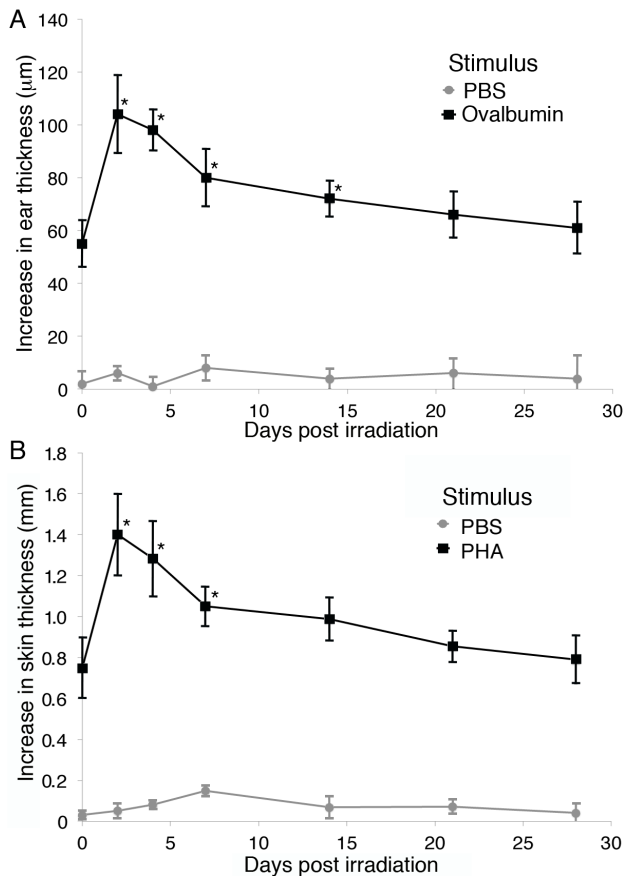 A
140
120
100
80
60
40
20
0
Increease in ear thickness (μm)
Stimulus
PBS
Ovalbumin
*
*
*
*
0 5 10 15 20 25 30
Days post irradiation
B
1.8
1.6
1.4
1.2
1.0
0.8
0.6
0.4
0.2
0
Increase in skin thickness (mm)
Stimulus
PBS
PHA
*
*
*
0 5 10 15 20 25 30
Days post irradiation